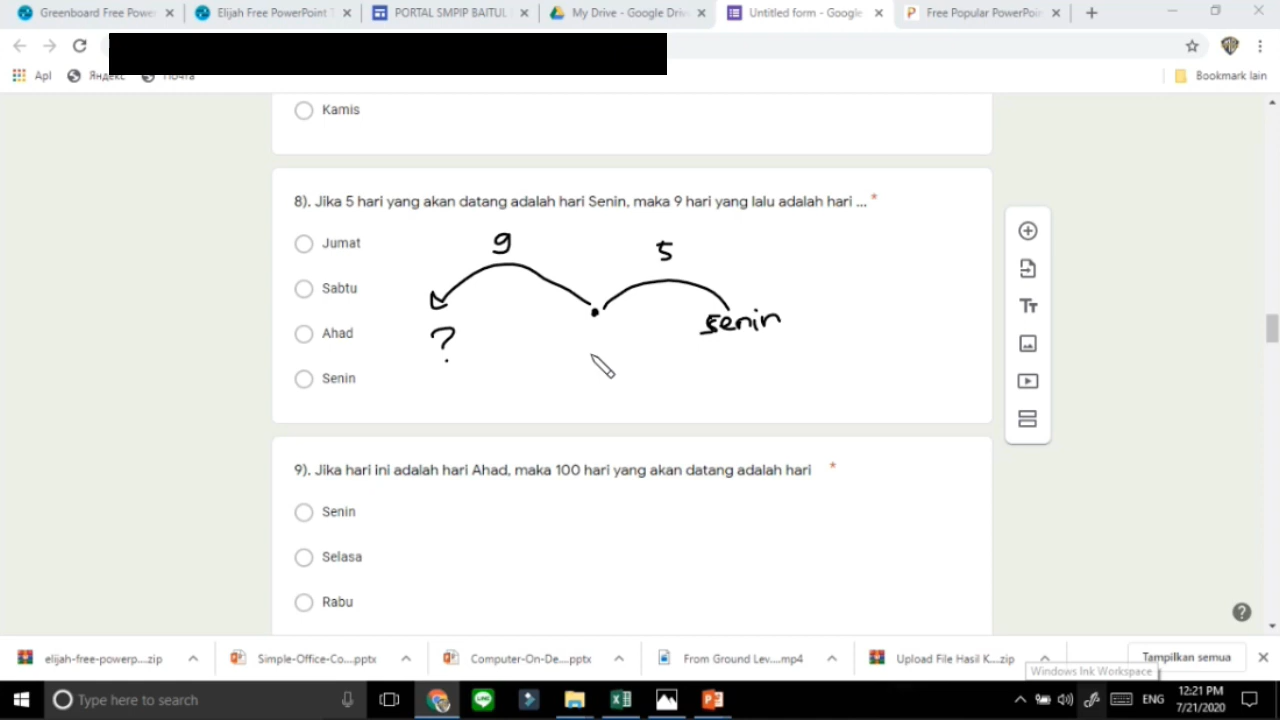 Greenboard Free Power
Elijah Free PowerPoint T
PORTAL SMPIP BAITUL
My Drive - Google Driv
Untitled form - Google
Free Popular PowerPoin
Apl
Яндекс
Почта
Bookmark lain
Kamis
8). Jika 5 hari yang akan datang adalah hari Senin, maka 9 hari yang lalu adalah hari ... *
Jumat
Sabtu
Ahad
Senin
9
5
senin
?
9). Jika hari ini adalah hari Ahad, maka 100 hari yang akan datang adalah hari *
Senin
Selasa
Rabu
elijah-free-powerp....zip
Simple-Office-Co....pptx
Computer-On-De....pptx
From Ground Lev....mp4
Upload File Hasil K....zip
Tampilkan semua
Windows Ink Workspace
Type here to search
ENG
12:21 PM
7/21/2020